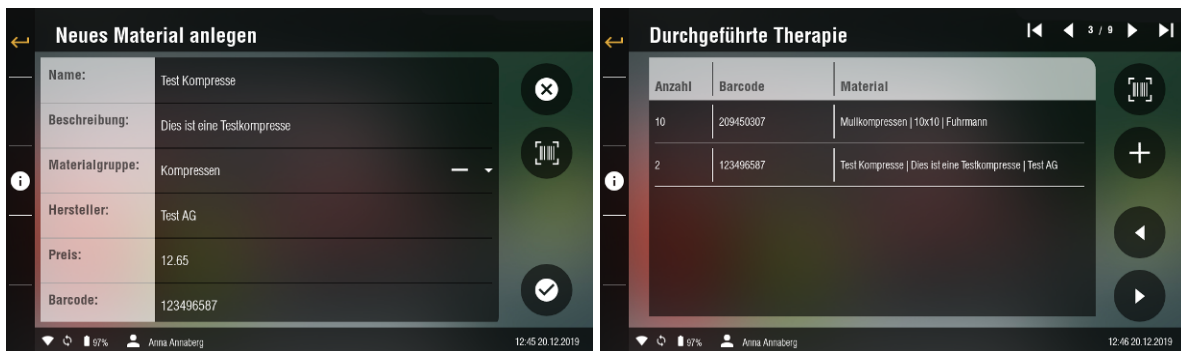 Neues Material anlegen
Name: Test Kompresse
Beschreibung: Dies ist eine Testkompresse
Materialgruppe: Kompressen
Hersteller: Test AG
Preis: 12.65
Barcode: 123496587
97% Anna Annaberg 12:45 20.12.2019
Durchgeführte Therapie 3 / 9
Anzahl Barcode Material
10 209450307 Mullkompressen | 10x10 | Fuhrmann
2 123496587 Test Kompresse | Dies ist eine Testkompresse | Test AG
97% Anna Annaberg 12:46 20.12.2019